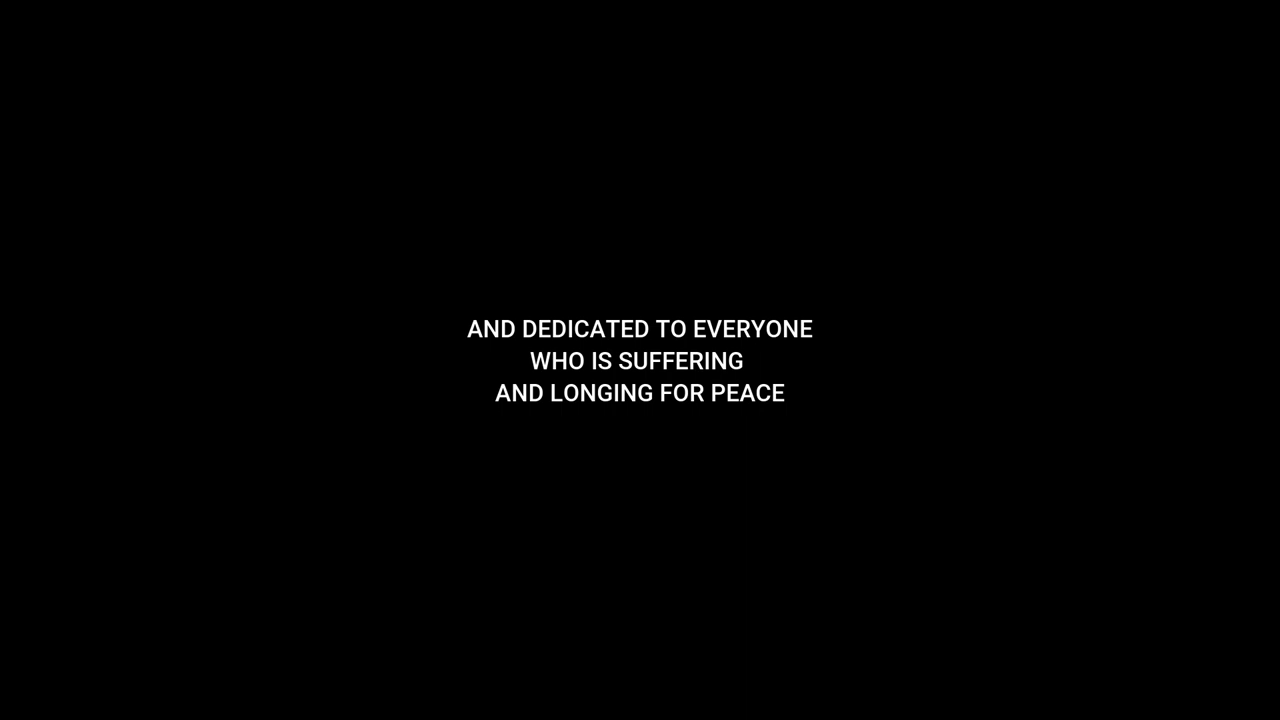 AND DEDICATED TO EVERYONE
WHO IS SUFFERING
AND LONGING FOR PEACE